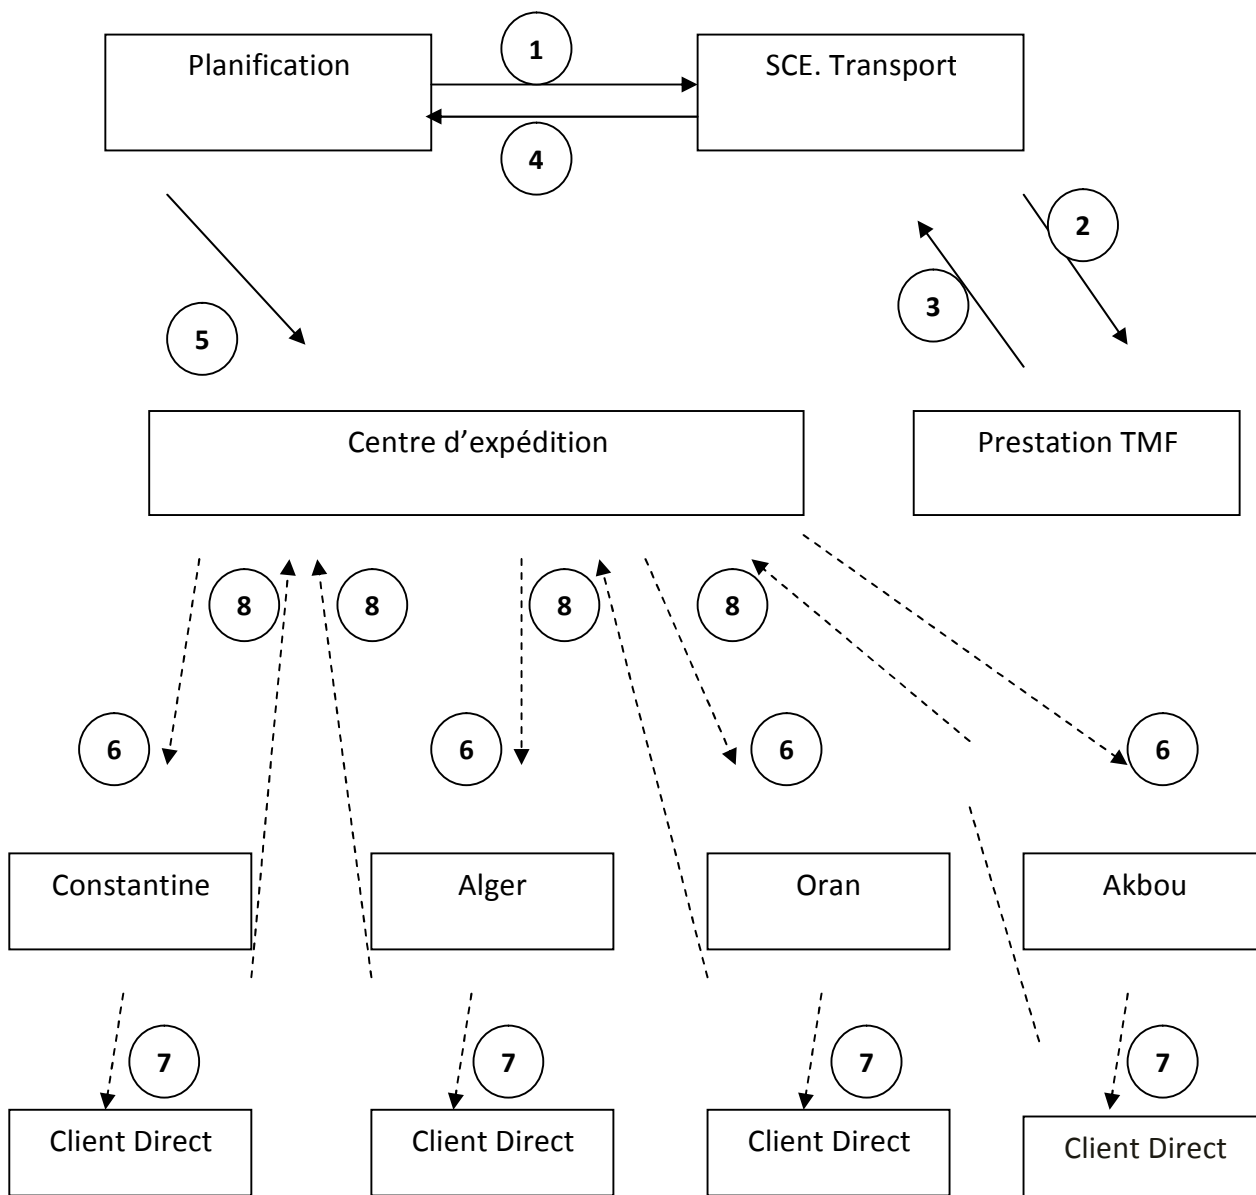 1
Planification
SCE. Transport
4
2
3
5
Centre d’expédition
Prestation TMF
8
8
8
8
6
6
6
6
Constantine
Alger
Oran
Akbou
7
7
7
7
Client Direct
Client Direct
Client Direct
Client Direct